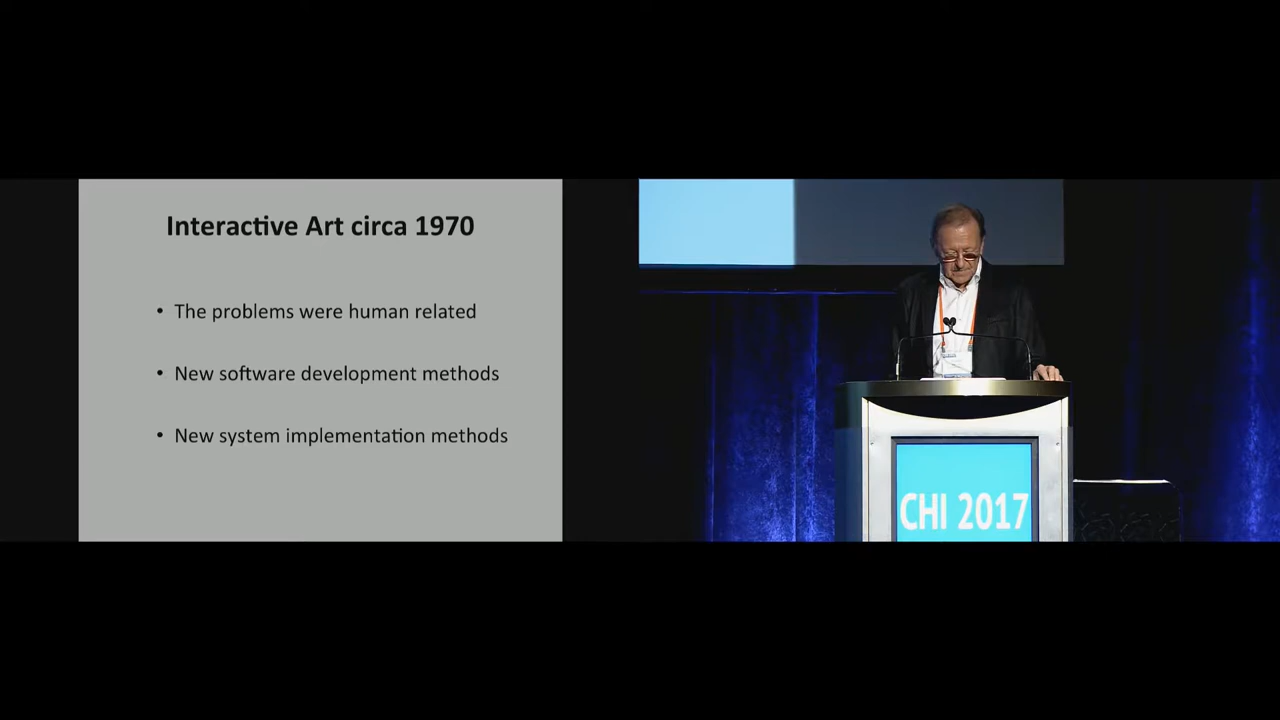 Interactive Art circa 1970
• The problems were human related
• New software development methods
• New system implementation methods
CHI 2017